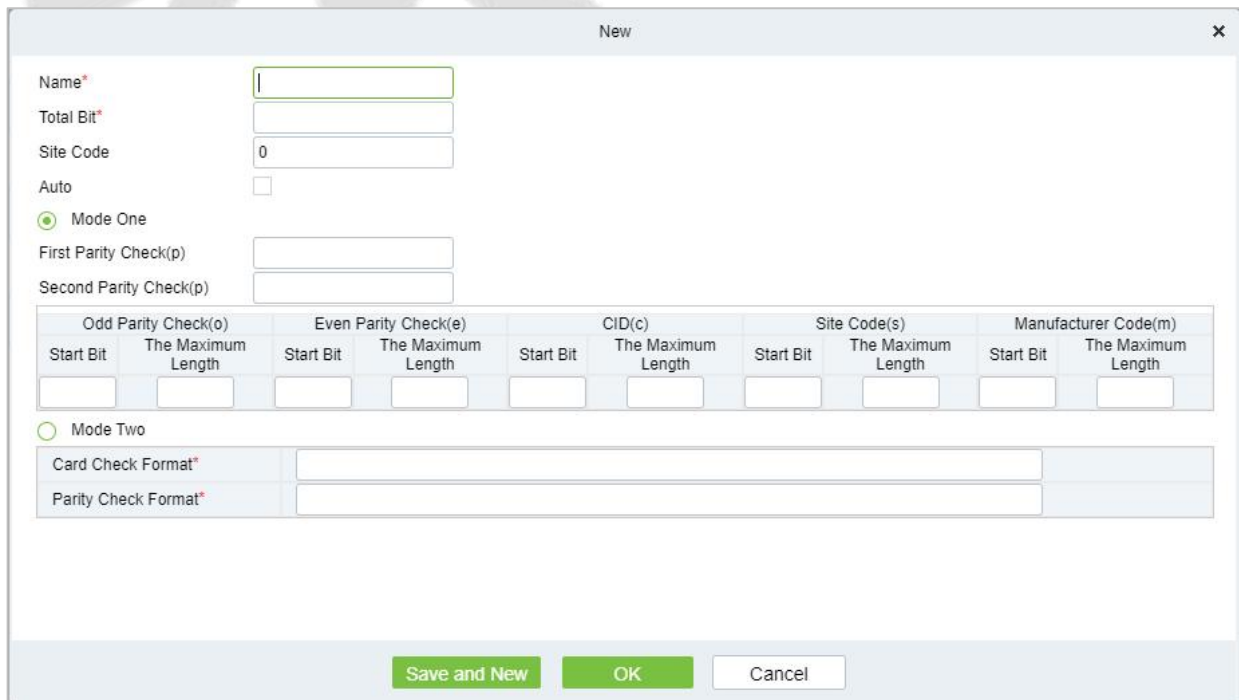 New
×
Name*
Total Bit*
Site Code 0
Auto
Mode One
First Parity Check(p)
Second Parity Check(p)
Odd Parity Check(o) Even Parity Check(e) CID(c) Site Code(s) Manufacturer Code(m)
Start Bit The Maximum Length Start Bit The Maximum Length Start Bit The Maximum Length Start Bit The Maximum Length Start Bit The Maximum Length
Mode Two
Card Check Format*
Parity Check Format*
Save and New OK Cancel